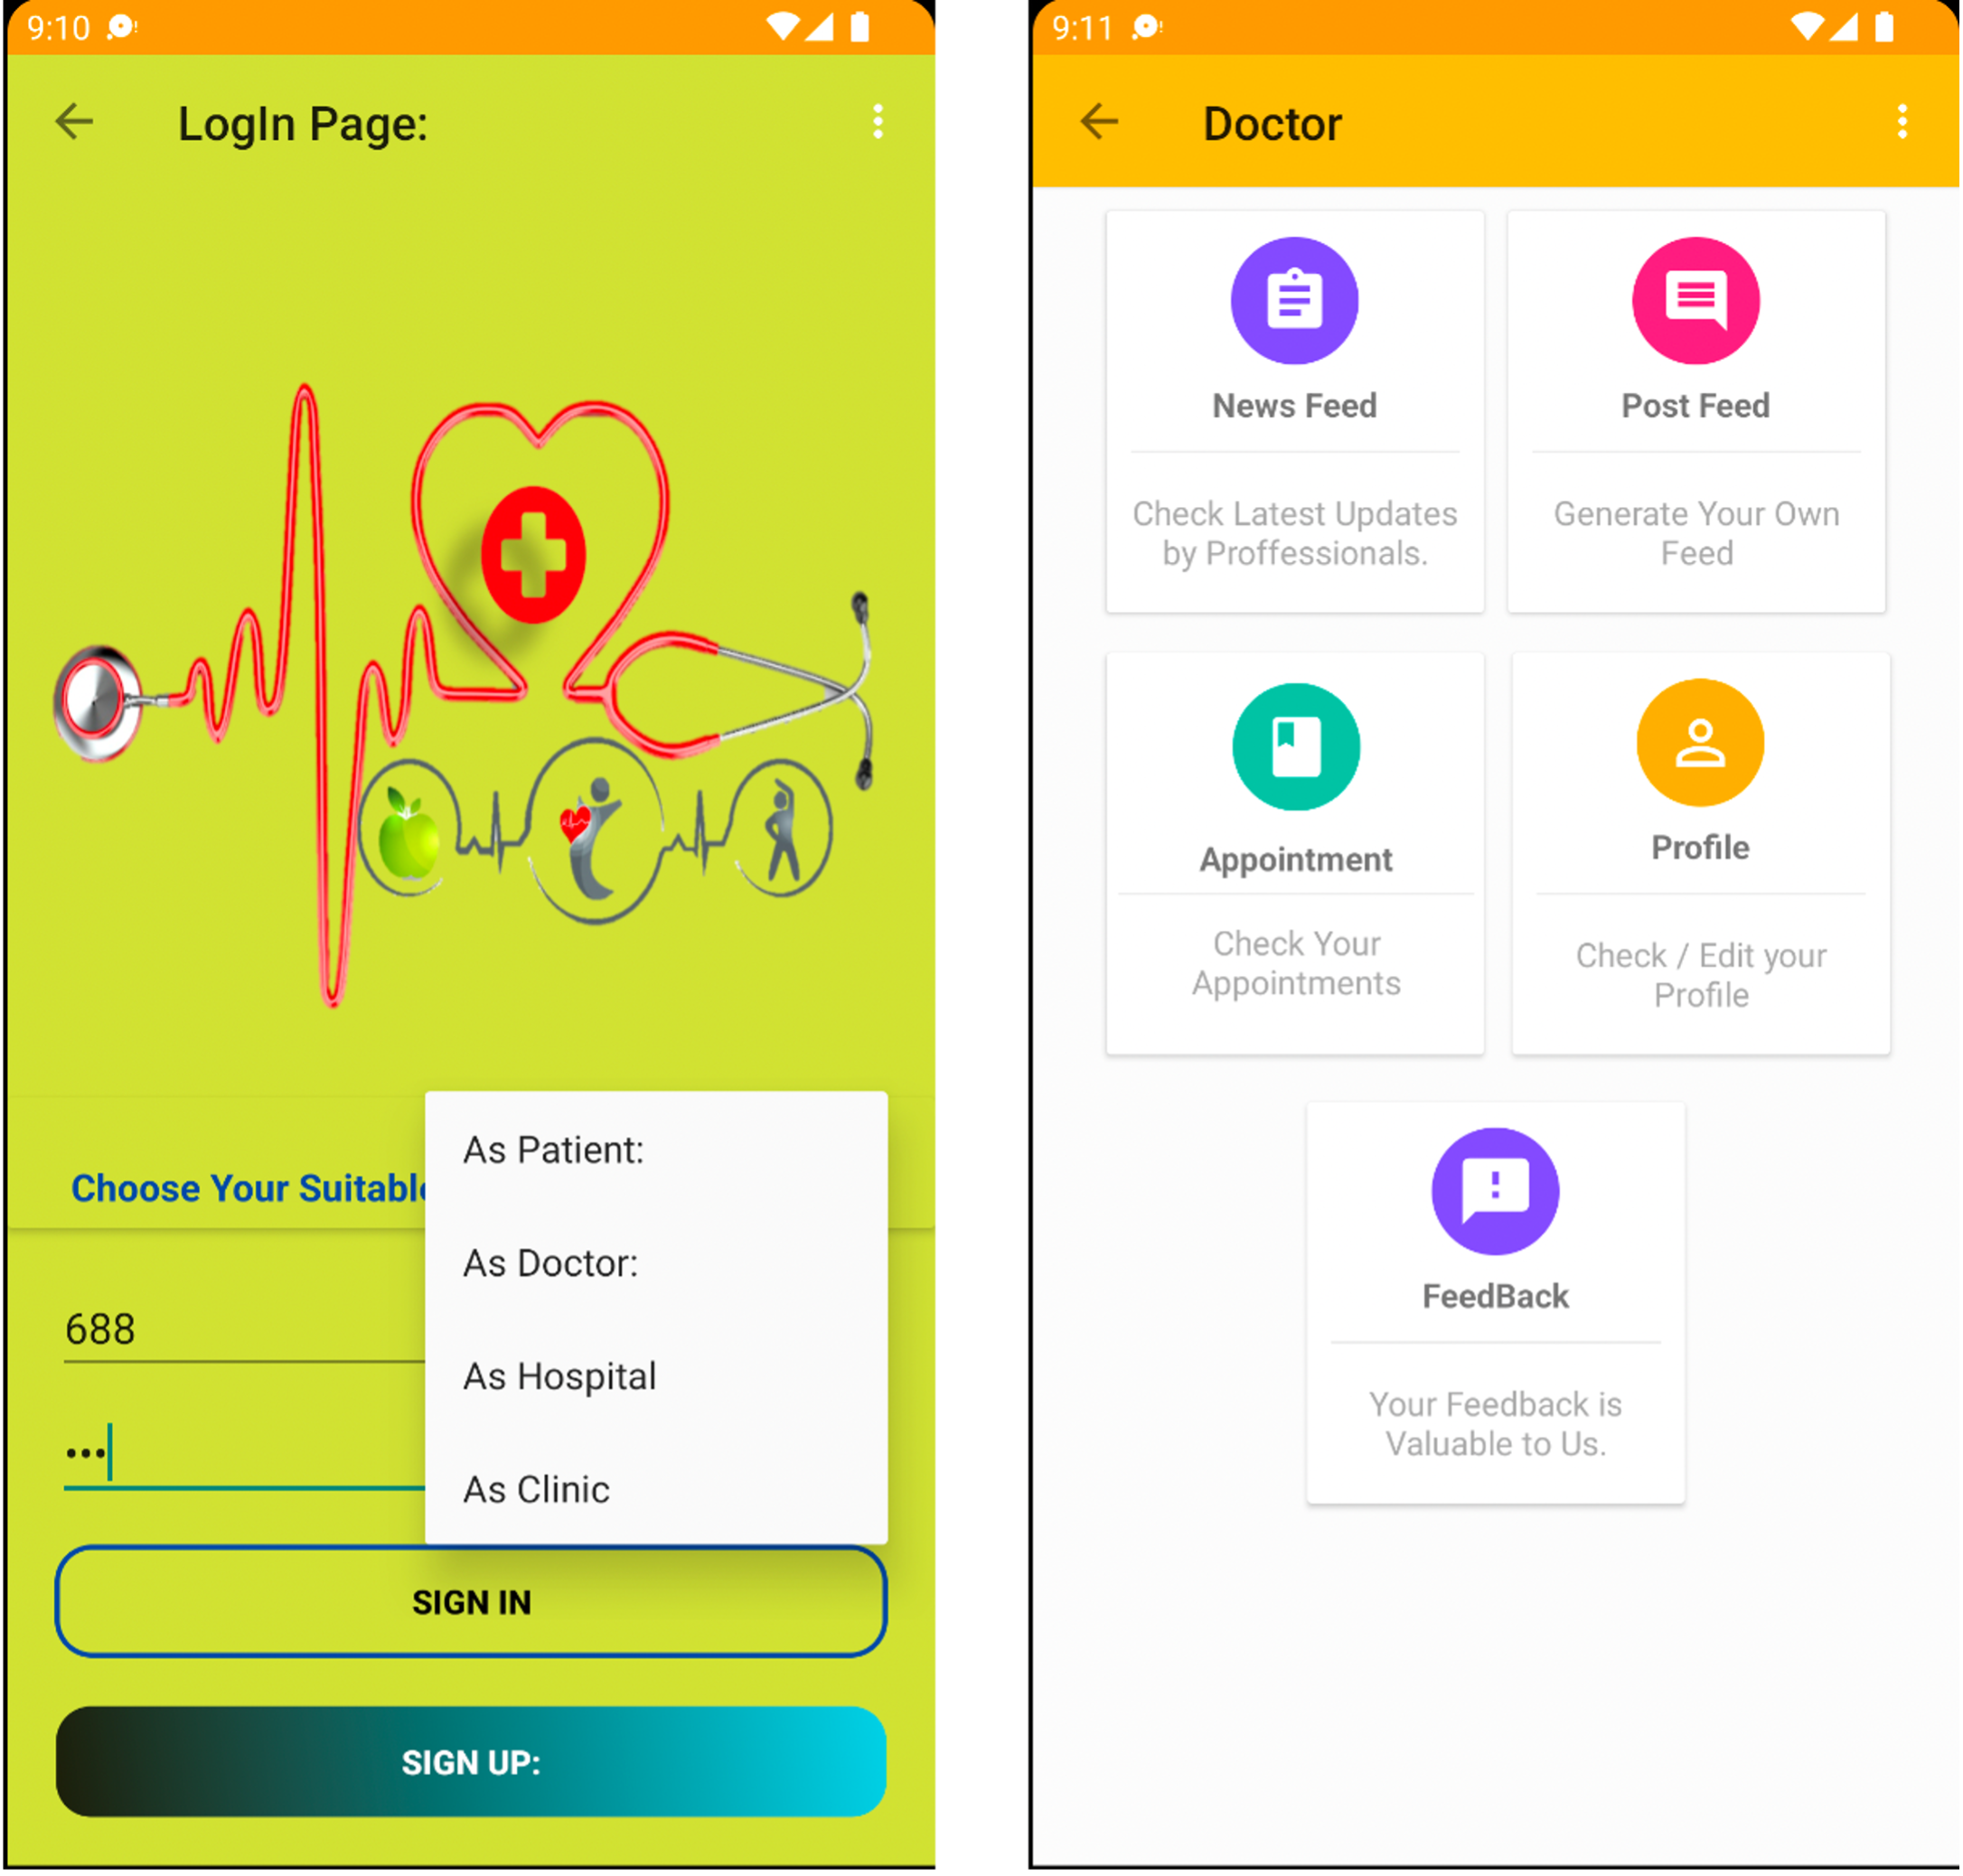 9:10
LogIn Page:
As Patient:
Choose Your Suitabl
As Doctor:
688
As Hospital
As Clinic
SIGN IN
SIGN UP:
9:11
Doctor
News Feed
Check Latest Updates
by Proffessionals.
Post Feed
Generate Your Own
Feed
Appointment
Check Your
Appointments
Profile
Check / Edit your
Profile
FeedBack
Your Feedback is
Valuable to Us.